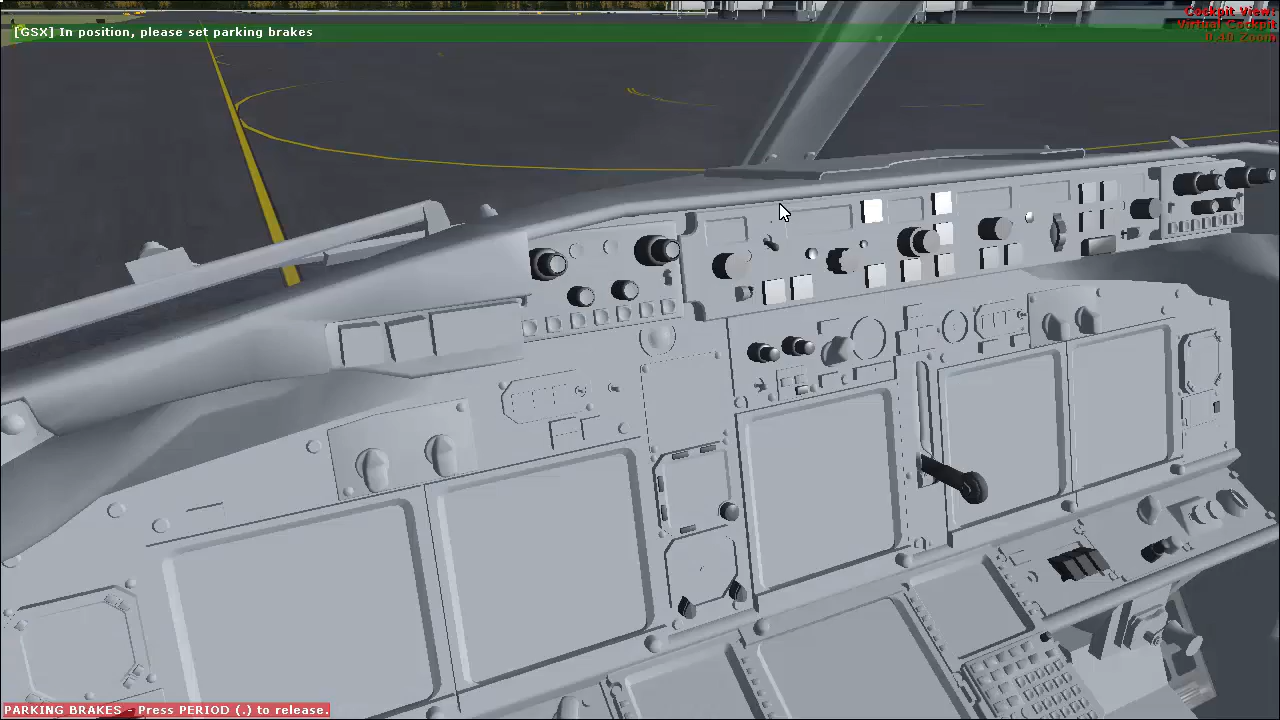 [GSX] In position, please set parking brakes
Cockpit View:
Virtual Cockpit
0.40 Zoom
PARKING BRAKES - Press PERIOD (.) to release.